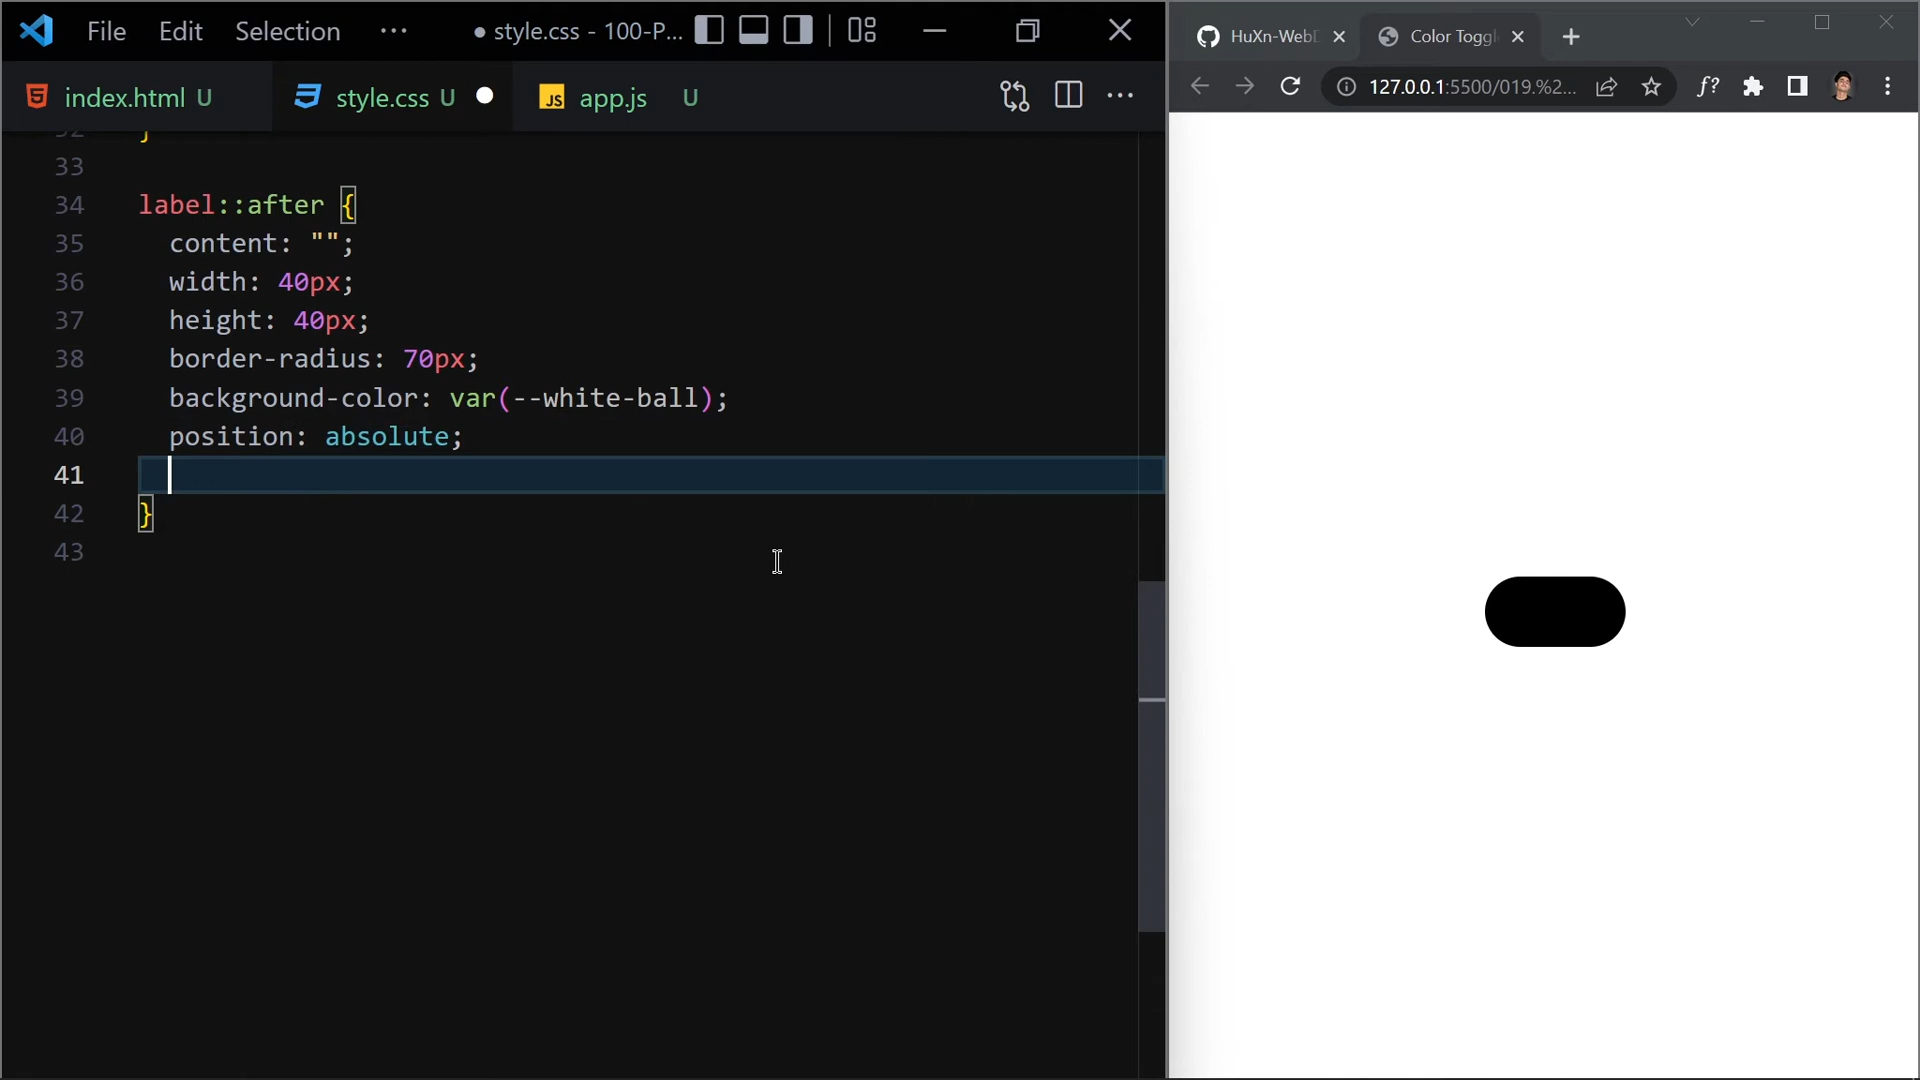 File Edit Selection ··· ● style.css - 100-P...
index.html U style.css U ● app.js U
32 }
33
34 label::after {
35 content: "";
36 width: 40px;
37 height: 40px;
38 border-radius: 70px;
39 background-color: var(--white-ball);
40 position: absolute;
41
42 }
43
HuXn-WebD Color Toggl
127.0.0.1:5500/019.%2... f?